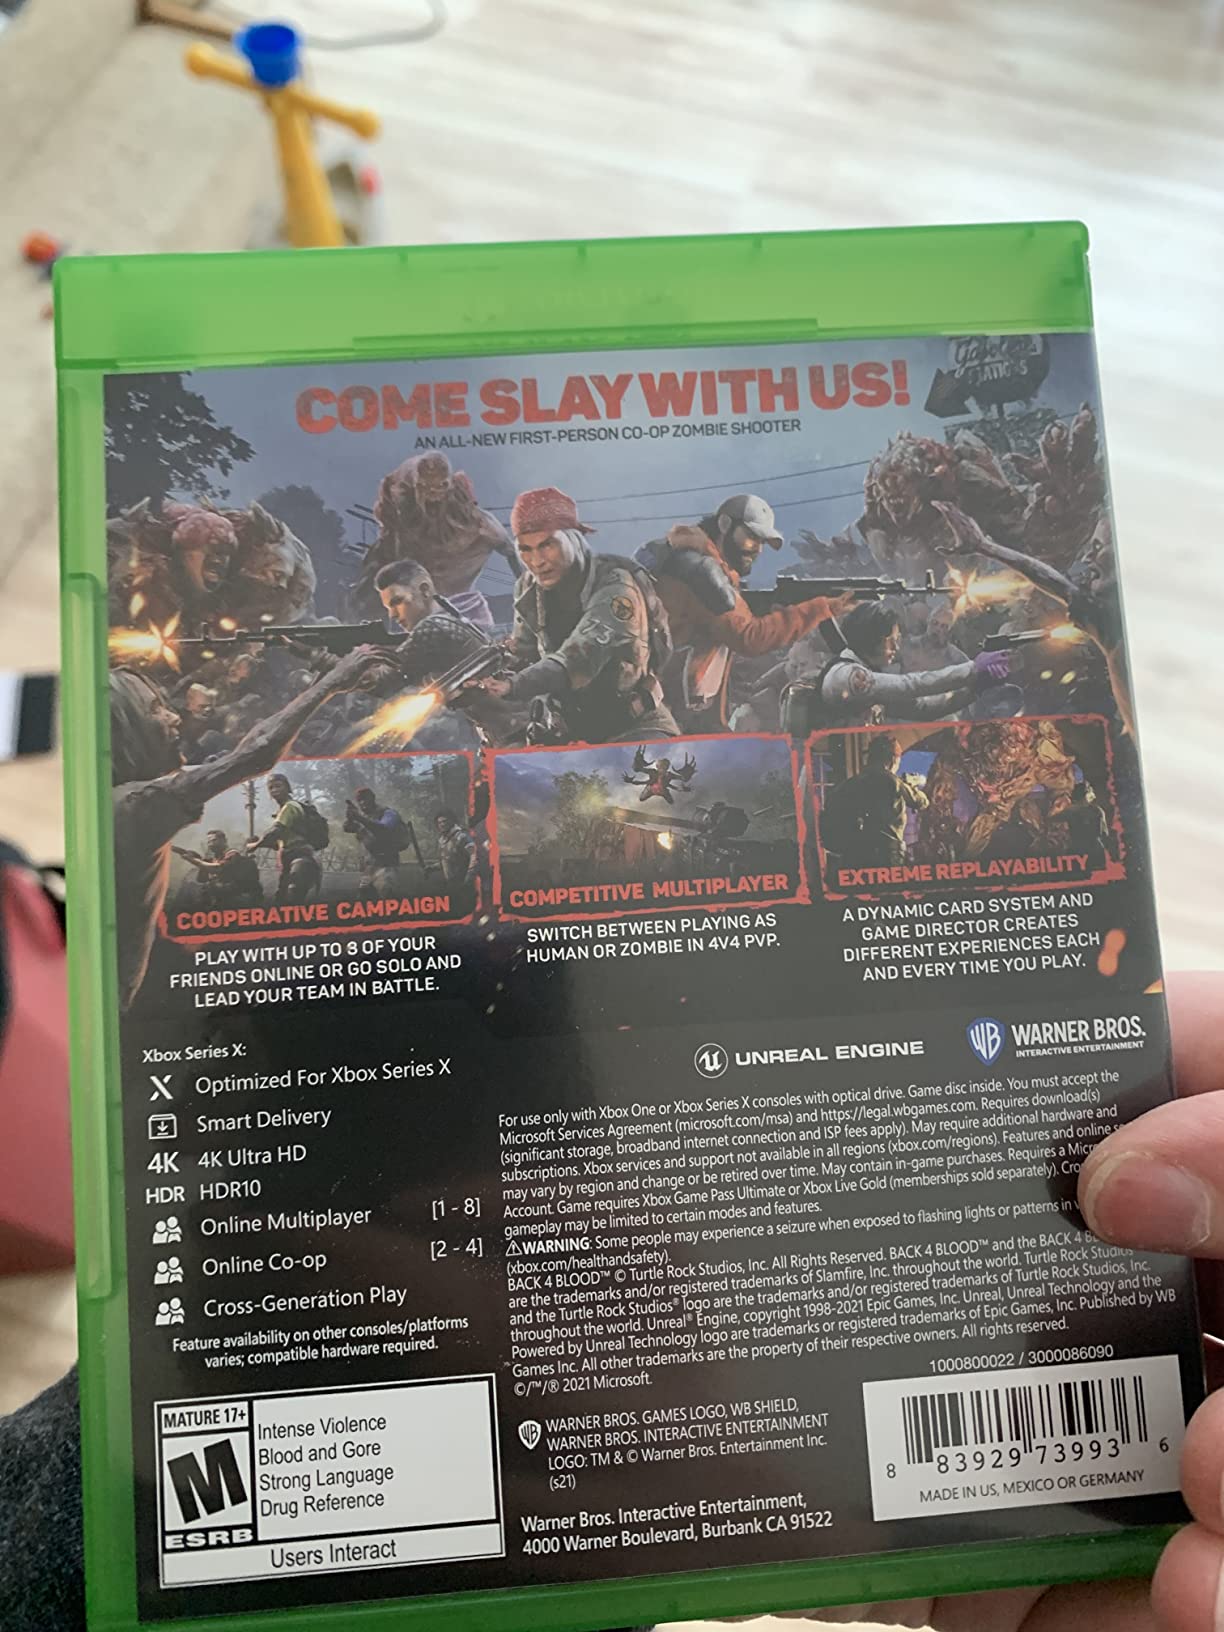 Gasoline
STATIONS
COME SLAY WITH US!
AN ALL-NEW FIRST-PERSON CO-OP ZOMBIE SHOOTER
COOPERATIVE CAMPAIGN
PLAY WITH UP TO 3 OF YOUR
FRIENDS ONLINE OR GO SOLO AND
LEAD YOUR TEAM IN BATTLE.
COMPETITIVE MULTIPLAYER
SWITCH BETWEEN PLAYING AS
HUMAN OR ZOMBIE IN 4V4 PVP.
EXTREME REPLAYABILITY
A DYNAMIC CARD SYSTEM AND
GAME DIRECTOR CREATES
DIFFERENT EXPERIENCES EACH
AND EVERY TIME YOU PLAY.
Xbox Series X:
X Optimized For Xbox Series X
Smart Delivery
4K 4K Ultra HD
HDR HDR10
Online Multiplayer [1 - 8]
Online Co-op [2 - 4]
Cross-Generation Play
Feature availability on other consoles/platforms
varies; compatible hardware required.
UNREAL ENGINE
WB WARNER BROS.
INTERACTIVE ENTERTAINMENT
For use only with Xbox One or Xbox Series X consoles with optical drive. Game disc inside. You must accept the
Microsoft Services Agreement (microsoft.com/msa) and https://legal.wbgames.com. Requires download(s)
(significant storage, broadband internet connection and ISP fees apply). May require additional hardware and
subscriptions. Xbox services and support not available in all regions (xbox.com/regions). Features and online
may vary by region and change or be retired over time. May contain in-game purchases. Requires a
Account. Game requires Xbox Game Pass Ultimate or Xbox Live Gold (memberships sold separately).
gameplay may be limited to certain modes and features.
⚠WARNING: Some people may experience a seizure when exposed to flashing lights or patterns in
(xbox.com/healthandsafety).
BACK 4 BLOOD™ © Turtle Rock Studios, Inc. All Rights Reserved. BACK 4 BLOOD™ and the BACK 4
are the trademarks and/or registered trademarks of Slamfire, Inc. throughout the world. Turtle Rock Studios
and the Turtle Rock Studios® logo are the trademarks and/or registered trademarks of Turtle Rock Studios, Inc.
throughout the world. Unreal® Engine, copyright 1998-2021 Epic Games, Inc. Unreal, Unreal Technology and the
Powered by Unreal Technology logo are trademarks or registered trademarks of Epic Games, Inc. Published by WB
Games Inc. All other trademarks are the property of their respective owners. All rights reserved.
©/™/® 2021 Microsoft.
1000800022 / 3000086090
MATURE 17+
M
ESRB
Intense Violence
Blood and Gore
Strong Language
Drug Reference
Users Interact
WB WARNER BROS. GAMES LOGO, WB SHIELD,
WARNER BROS. INTERACTIVE ENTERTAINMENT
LOGO: TM & © Warner Bros. Entertainment Inc.
(s21)
Warner Bros. Interactive Entertainment,
4000 Warner Boulevard, Burbank CA 91522
8 83929 73993 6
MADE IN US, MEXICO OR GERMANY